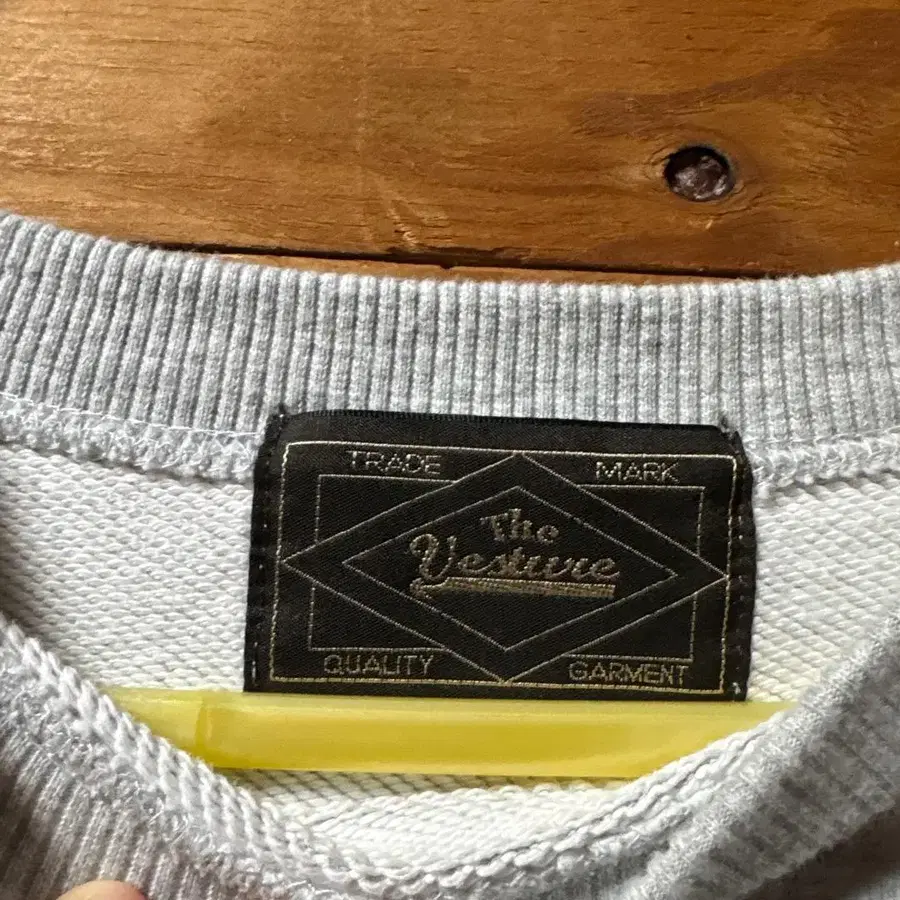 TRADE MARK
The
Vesture
QUALITY GARMENT